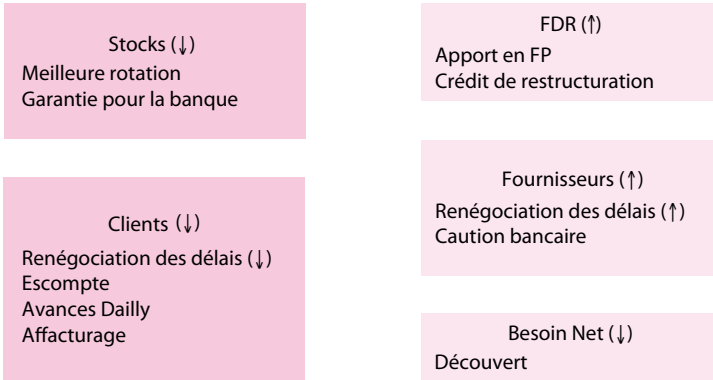 Stocks (↓)
Meilleure rotation
Garantie pour la banque
Clients (↓)
Renégociation des délais (↓)
Escompte
Avances Dailly
Affacturage
FDR (↑)
Apport en FP
Crédit de restructuration
Fournisseurs (↑)
Renégociation des délais (↑)
Caution bancaire
Besoin Net (↓)
Découvert